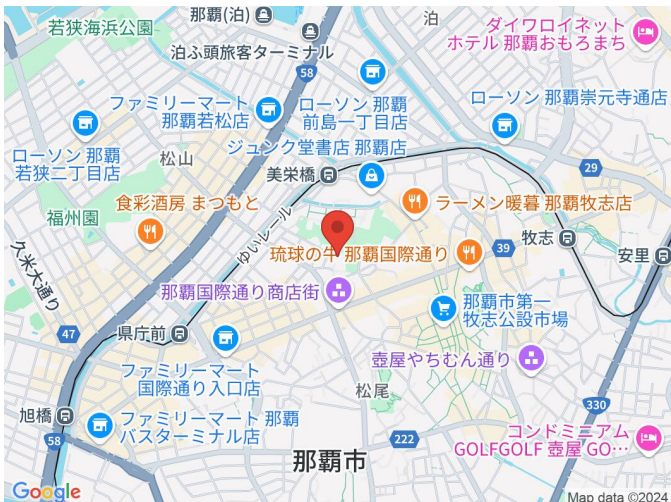 那覇(泊)
泊
若狭海浜公園
泊ふ頭旅客ターミナル
58
ダイワロイネット
ホテル 那覇おもろまち
ファミリーマート
那覇若松店
ローソン 那覇
前島一丁目店
ローソン 那覇崇元寺通店
ローソン 那覇
若狭二丁目店
松山
ジュンク堂書店 那覇店
美栄橋
29
福州園
食彩酒房 まつもと
ラーメン暖暮 那覇牧志店
久米大通り
ゆいレール
琉球の牛 那覇国際通り
39
牧志
安里
那覇国際通り商店街
那覇市第一
牧志公設市場
47
県庁前
ファミリーマート
国際通り入口店
壺屋やちむん通り
松尾
330
旭橋
ファミリーマート 那覇
バスターミナル店
58
222
コンドミニアム
GOLFGOLF 壺屋 GO…
那覇市
Google
Map data ©2024